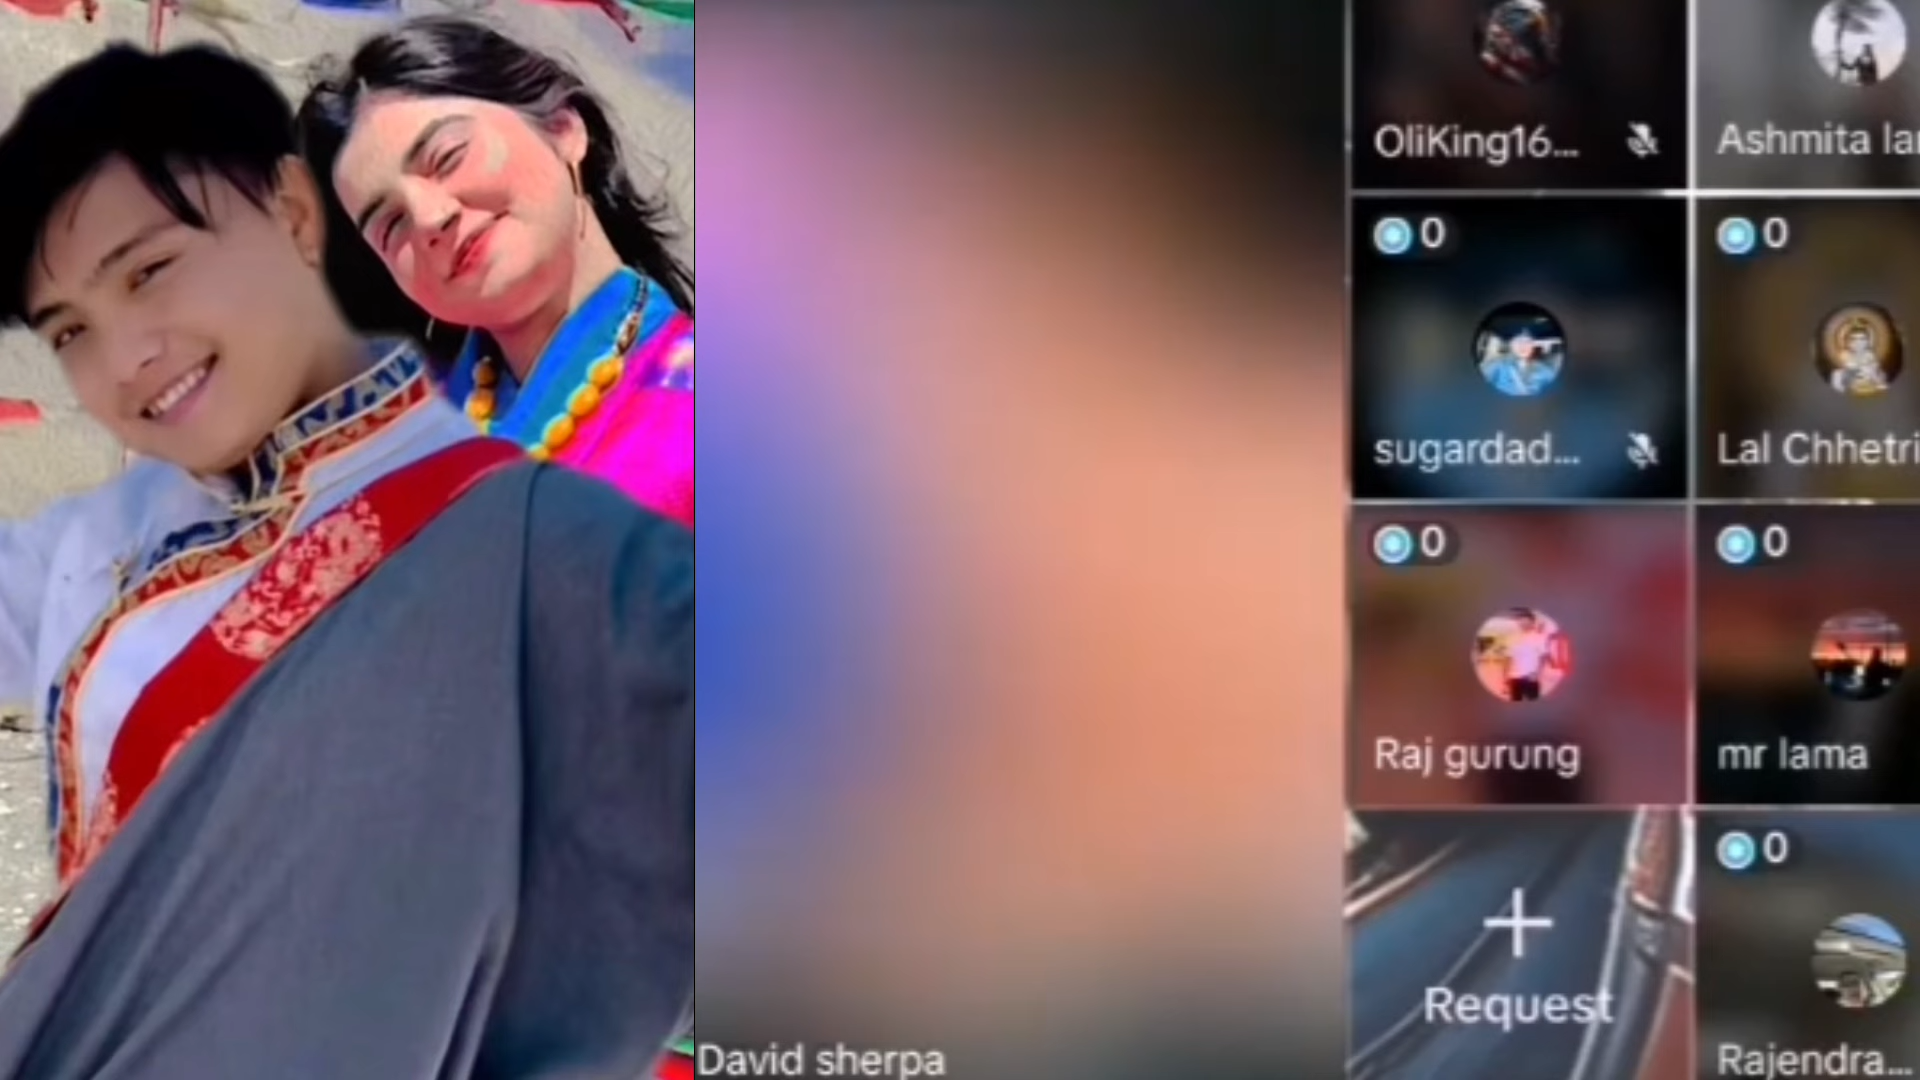 OliKing16...
Ashmita la
0
0
sugardad...
Lal Chhetri
0
0
Raj gurung
mr lama
0
+
Request
David sherpa
Rajendra...